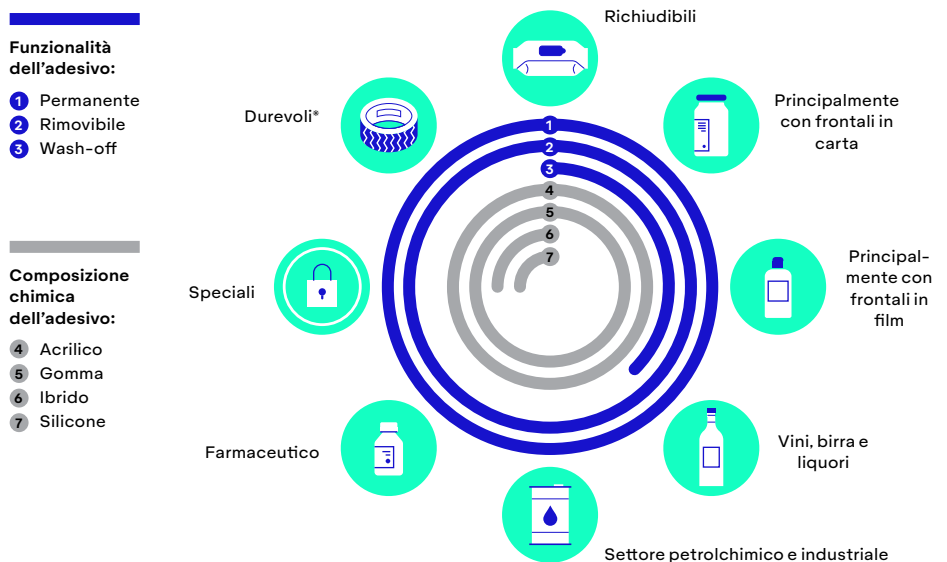 Funzionalità
dell'adesivo:
1 Permanente
2 Rimovibile
3 Wash-off
Composizione
chimica
dell'adesivo:
4 Acrilico
5 Gomma
6 Ibrido
7 Silicone
Richiudibili
Principalmente
con frontali in
carta
Principal-
mente con
frontali in
film
Vini, birra e
liquori
Settore petrolchimico e industriale
Farmaceutico
Speciali
Durevoli*
1
2
3
4
5
6
7